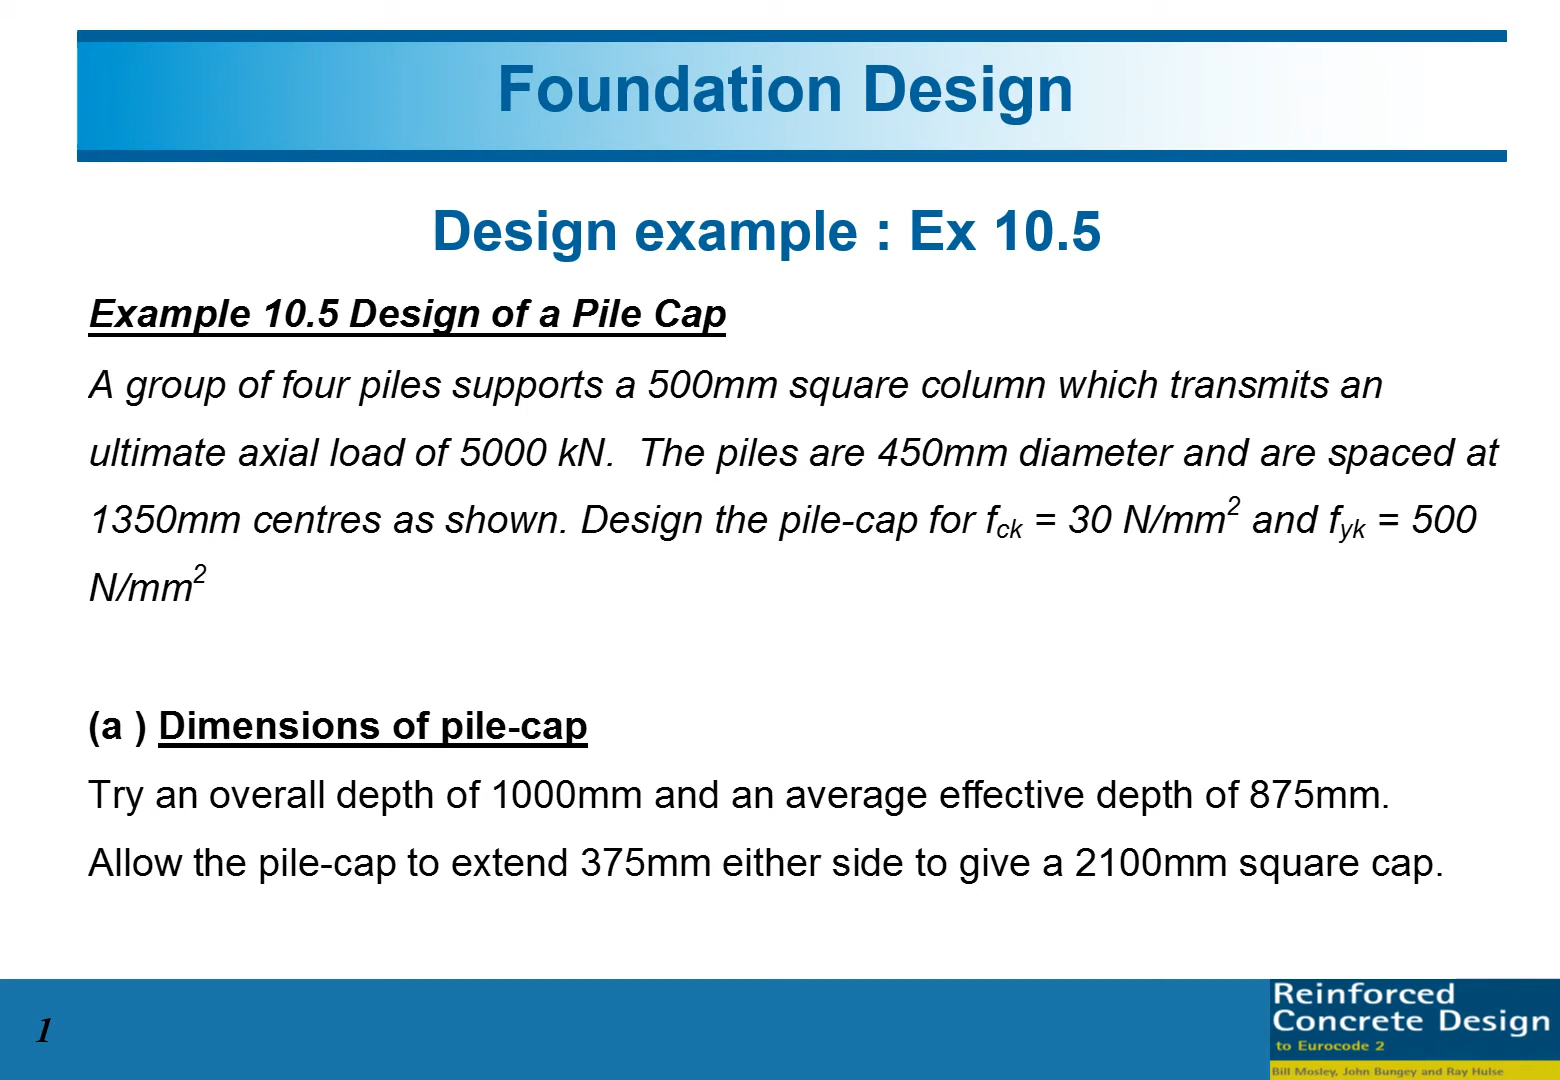 Foundation Design
Design example : Ex 10.5
Example 10.5 Design of a Pile Cap
A group of four piles supports a 500mm square column which transmits an
ultimate axial load of 5000 kN.  The piles are 450mm diameter and are spaced at
1350mm centres as shown. Design the pile-cap for fck = 30 N/mm2 and fyk = 500
N/mm2
(a ) Dimensions of pile-cap
Try an overall depth of 1000mm and an average effective depth of 875mm.
Allow the pile-cap to extend 375mm either side to give a 2100mm square cap.
1
Reinforced
Concrete Design
to Eurocode 2
Bill Mosley, John Bungey and Ray Hulse